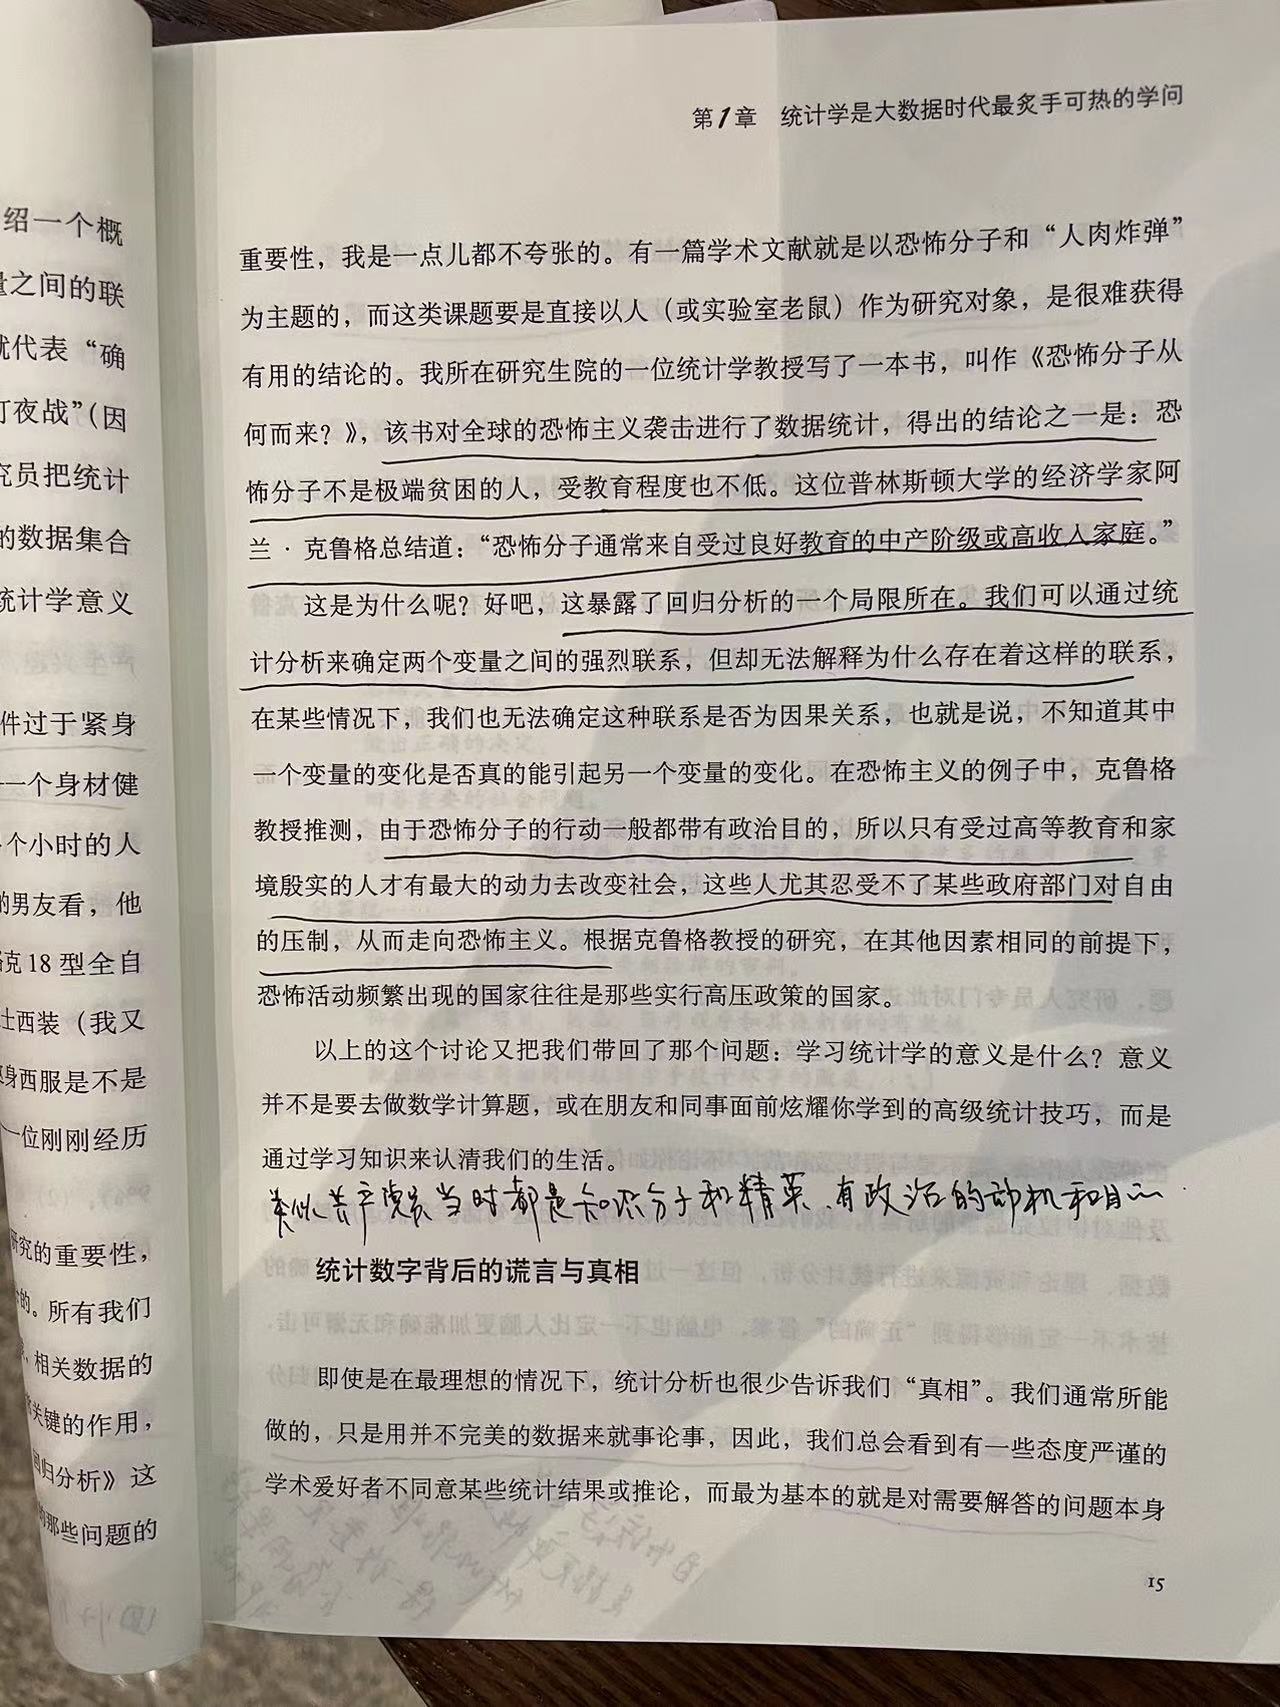 绍一个概
量之间的联
就代表“确
灯夜战”(因
究员把统计
的数据集合
统计学意义
件过于紧身
一个身材健
个小时的人
的男友看，他
洛克18型全自
士西装（我又
身西服是不是
一位刚刚经历
研究的重要性，
的。所有我们
相关数据的
关键的作用，
回归分析》这
的那些问题的
第1章 统计学是大数据时代最炙手可热的学问
重要性，我是一点儿都不夸张的。有一篇学术文献就是以恐怖分子和“人肉炸弹”
为主题的，而这类课题要是直接以人（或实验室老鼠）作为研究对象，是很难获得
有用的结论的。我所在研究生院的一位统计学教授写了一本书，叫作《恐怖分子从
何而来？》，该书对全球的恐怖主义袭击进行了数据统计，得出的结论之一是：恐
怖分子不是极端贫困的人，受教育程度也不低。这位普林斯顿大学的经济学家阿
兰·克鲁格总结道：“恐怖分子通常来自受过良好教育的中产阶级或高收入家庭。”
这是为什么呢？好吧，这暴露了回归分析的一个局限所在。我们可以通过统
计分析来确定两个变量之间的强烈联系，但却无法解释为什么存在着这样的联系，
在某些情况下，我们也无法确定这种联系是否为因果关系，也就是说，不知道其中
一个变量的变化是否真的能引起另一个变量的变化。在恐怖主义的例子中，克鲁格
教授推测，由于恐怖分子的行动一般都带有政治目的，所以只有受过高等教育和家
境殷实的人才有最大的动力去改变社会，这些人尤其忍受不了某些政府部门对自由
的压制，从而走向恐怖主义。根据克鲁格教授的研究，在其他因素相同的前提下，
恐怖活动频繁出现的国家往往是那些实行高压政策的国家。
以上的这个讨论又把我们带回了那个问题：学习统计学的意义是什么？意义
并不是要去做数学计算题，或在朋友和同事面前炫耀你学到的高级统计技巧，而是
通过学习知识来认清我们的生活。
类似共产党员当时都是知识分子和精英、有政治的动机和目的
统计数字背后的谎言与真相
即使是在最理想的情况下，统计分析也很少告诉我们“真相”。我们通常所能
做的，只是用并不完美的数据来就事论事，因此，我们总会看到有一些态度严谨的
学术爱好者不同意某些统计结果或推论，而最为基本的就是对需要解答的问题本身
15